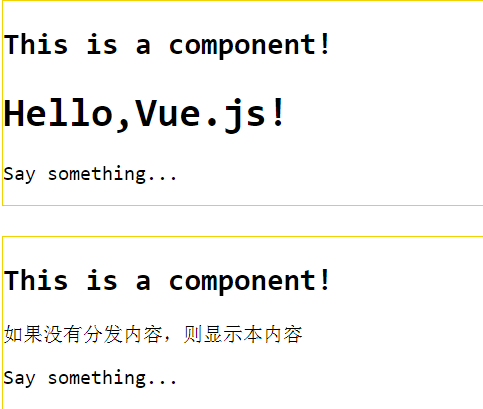 This is a component!
Hello,Vue.js!
Say something...
This is a component!
如果没有分发内容，则显示本内容
Say something...